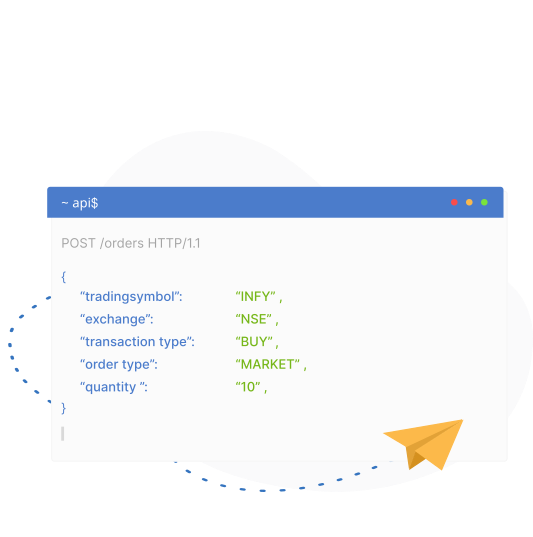 ~ api$
POST /orders HTTP/1.1
{
“tradingsymbol”: “INFY” ,
“exchange”: “NSE” ,
“transaction type”: “BUY” ,
“order type”: “MARKET” ,
“quantity ”: “10” ,
}